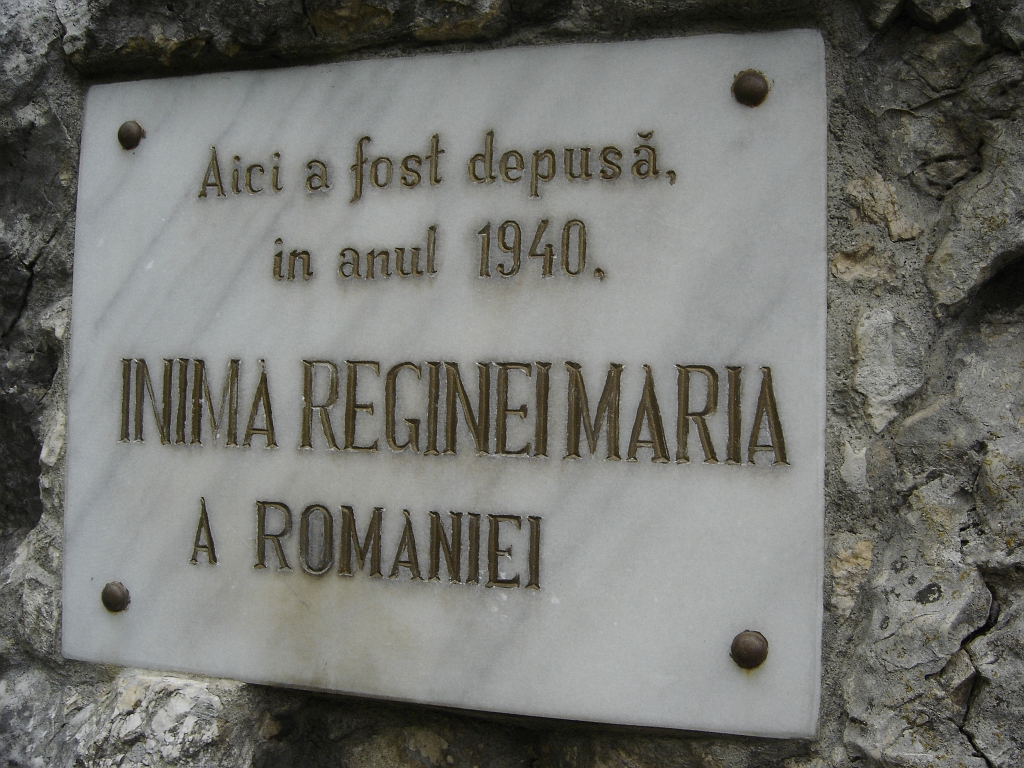 Aici a fost depusă,
in anul 1940,
INIMA REGINEI MARIA
A ROMANIEI